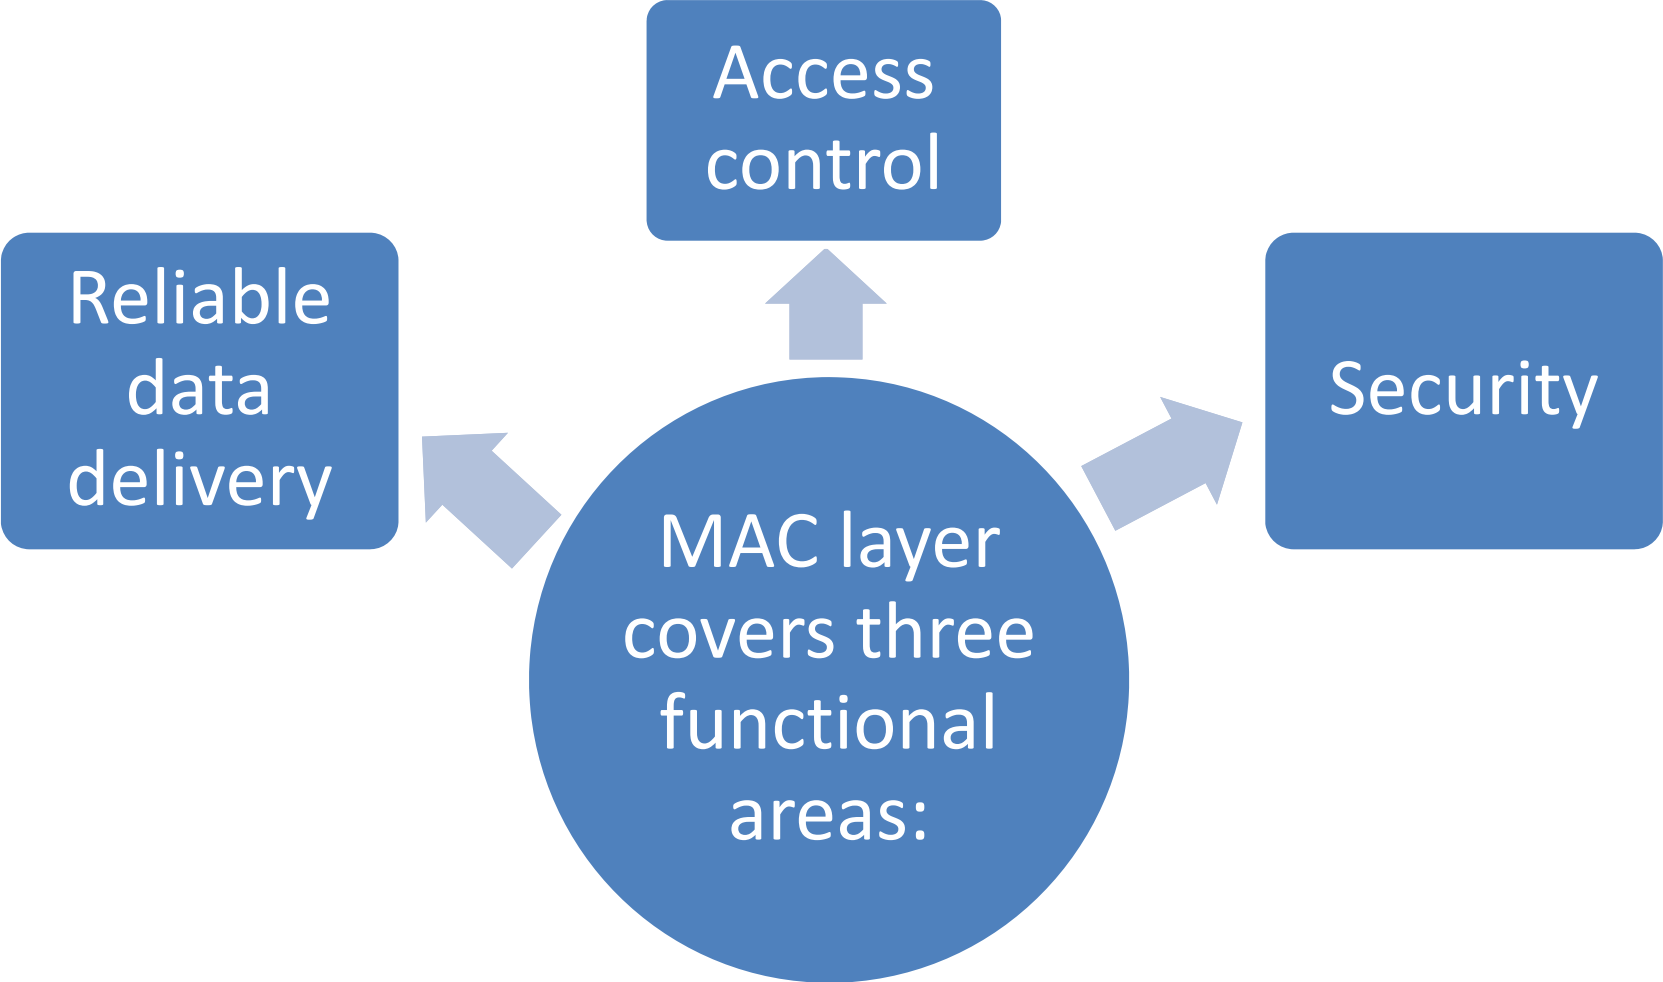 Access
control
Reliable
data
delivery
Security
MAC layer
covers three
functional
areas: